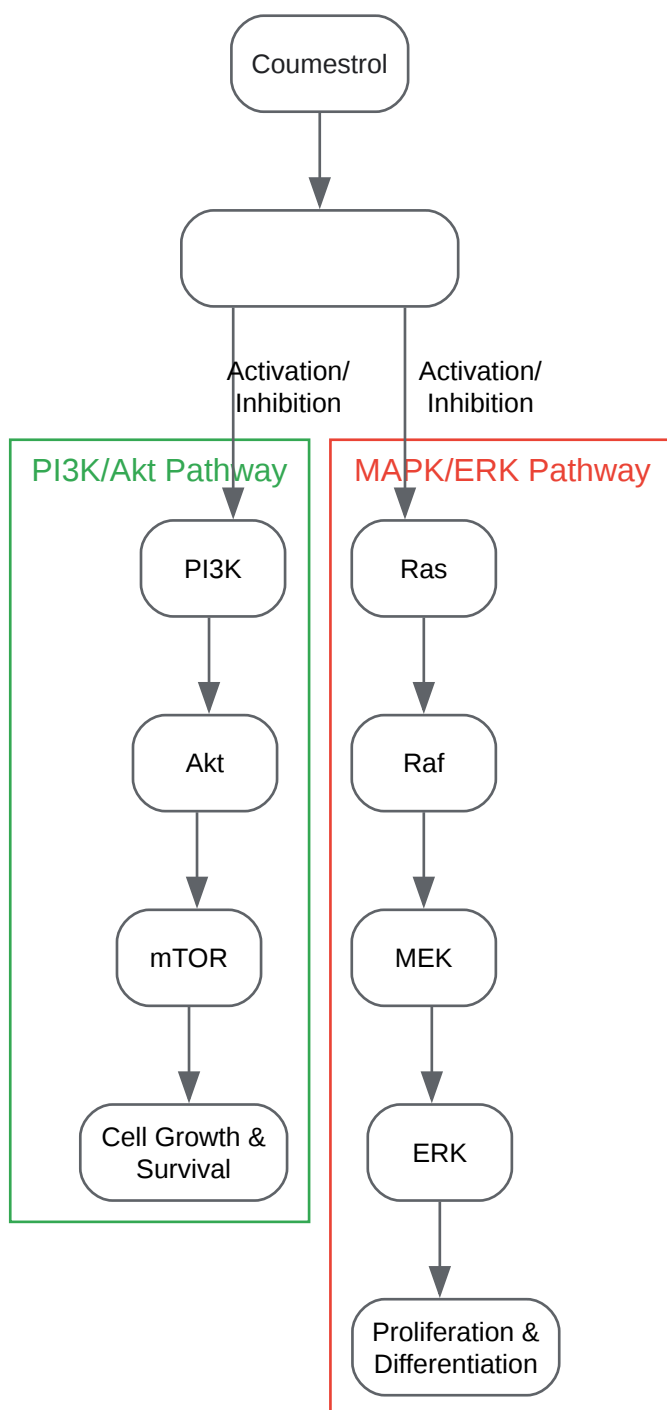 Coumestrol
Activation/
Inhibition
Activation/
Inhibition
PI3K/Akt Pathway
MAPK/ERK Pathway
PI3K
Ras
Akt
Raf
mTOR
MEK
Cell Growth &
Survival
ERK
Proliferation &
Differentiation